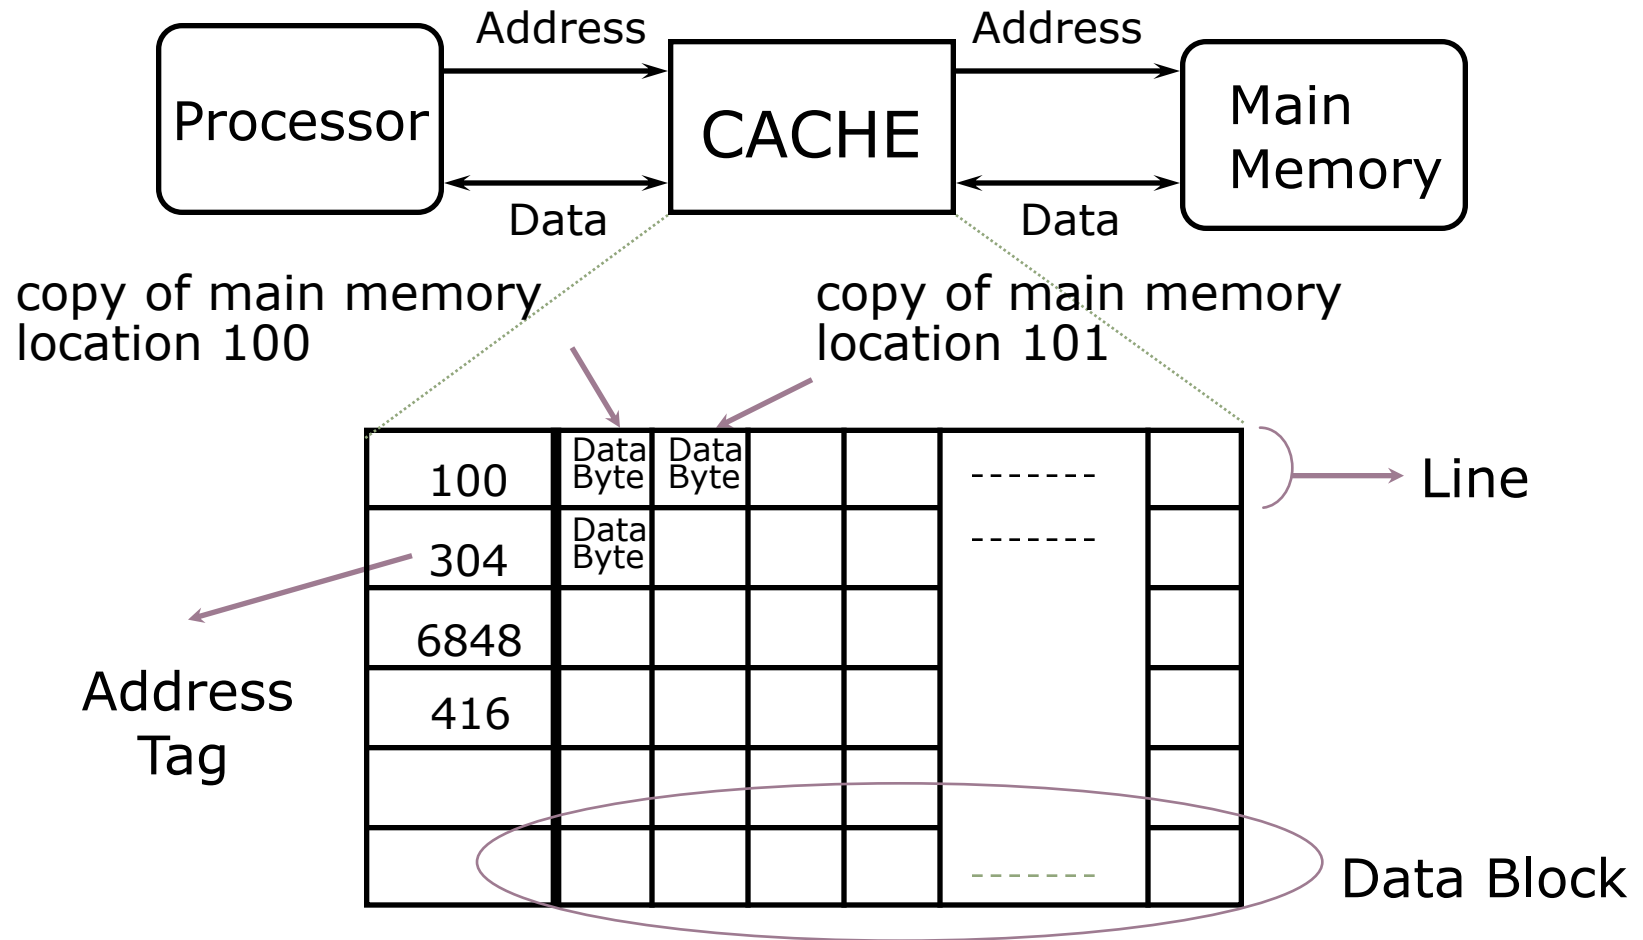 Address
Address
Processor
CACHE
Main
Memory
Data
Data
copy of main memory
location 100
copy of main memory
location 101
100
Data
Byte
Data
Byte
-------
Line
304
Data
Byte
-------
6848
416
Address
Tag
-------
Data Block